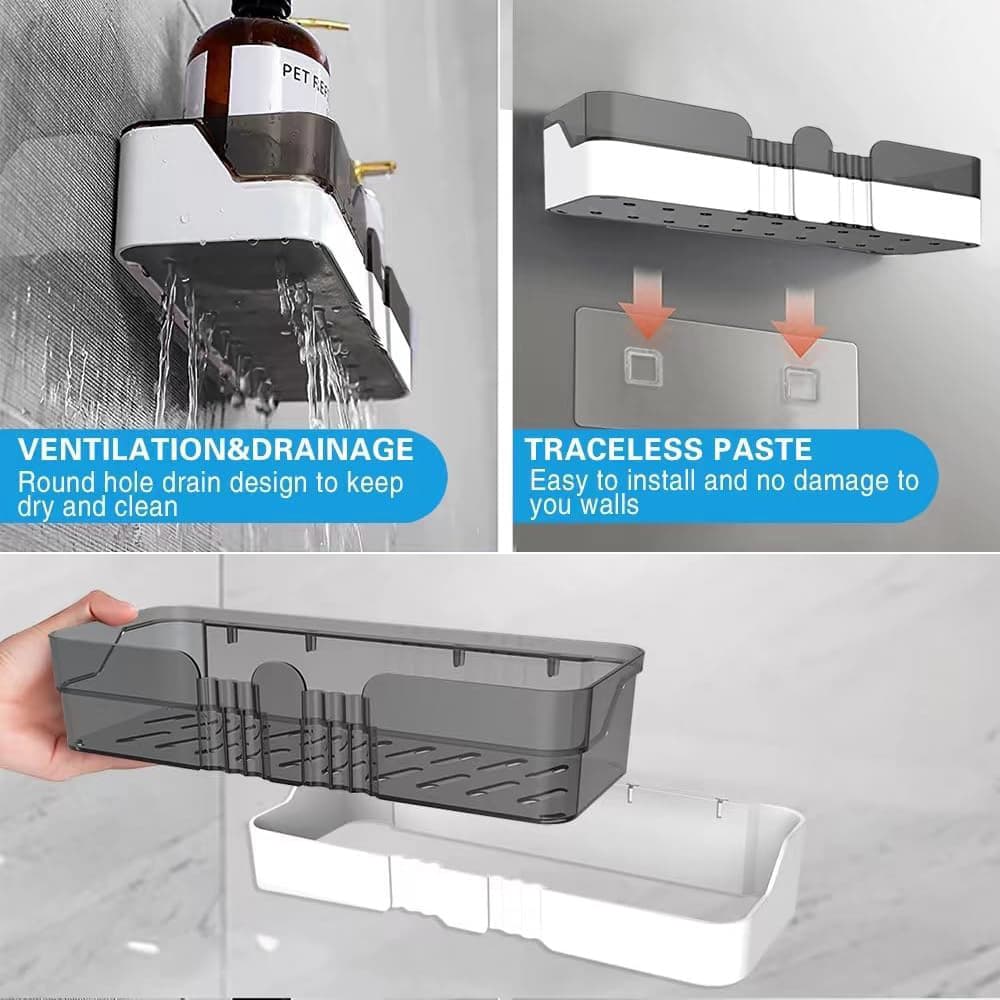 PET REF
VENTILATION&DRAINAGE
Round hole drain design to keep
dry and clean
TRACELESS PASTE
Easy to install and no damage to
you walls